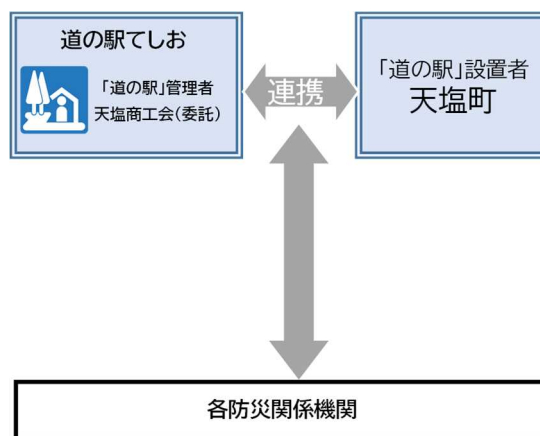 道の駅てしお
「道の駅」管理者
天塩商工会(委託)
連携
「道の駅」設置者
天塩町
各防災関係機関